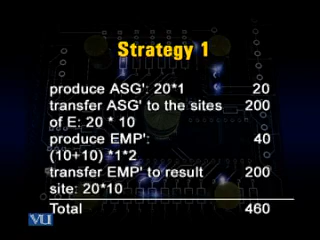 Strategy 1
produce ASG': 20*1 20
transfer ASG' to the sites 200
of E: 20 * 10
produce EMP': 40
(10+10) *1*2
transfer EMP' to result 200
site: 20*10
Total 460
VU